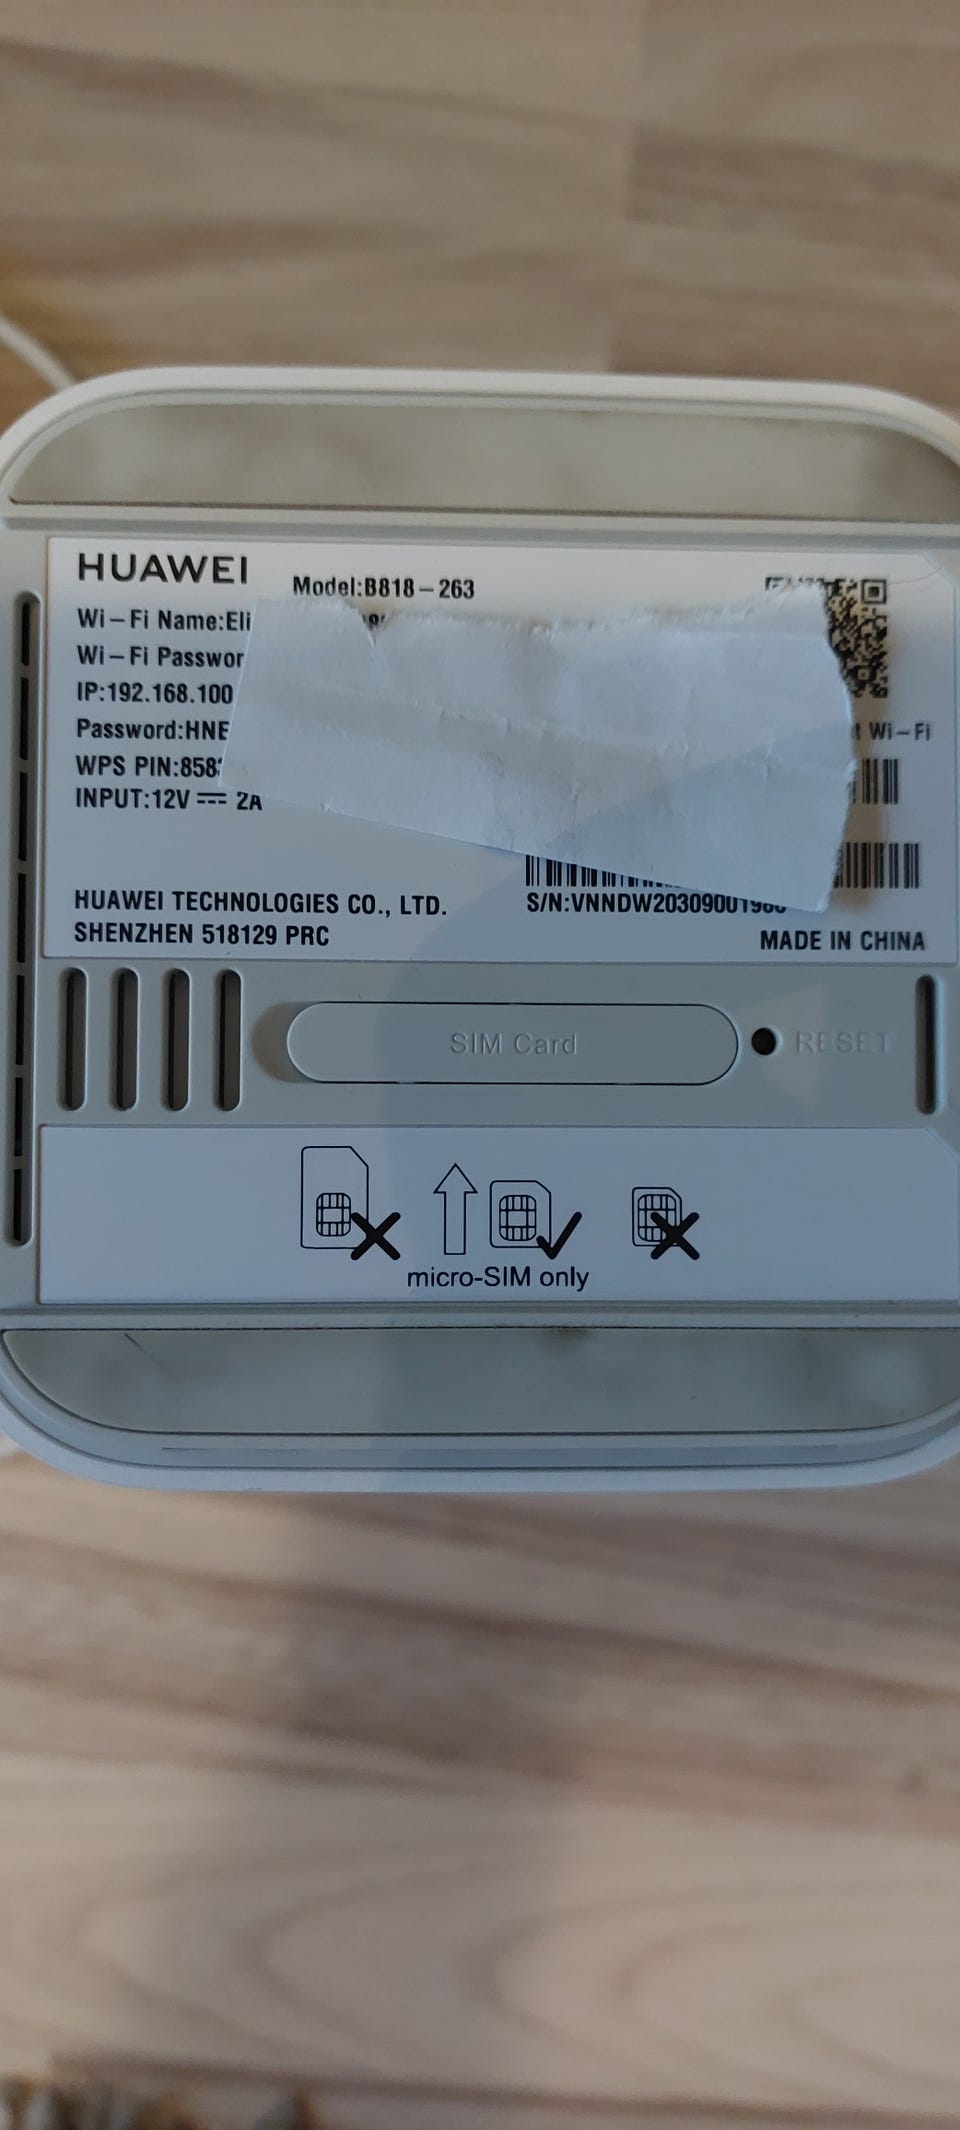 HUAWEI
Model:B818-263
Wi-Fi Name:Eli
Wi-Fi Passwor
IP:192.168.100
Password:HNE
t Wi-Fi
WPS PIN:858
INPUT:12V 2A
HUAWEI TECHNOLOGIES CO., LTD.
SHENZHEN 518129 PRC
S/N:VNNDW20309001980
MADE IN CHINA
SIM Card
RESET
micro-SIM only